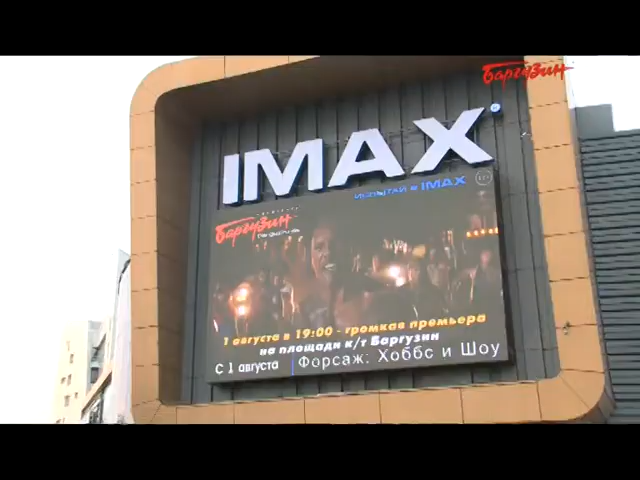 Баргузин
IMAX
ИСПЫТАЙ В IMAX
Баргузин
1 августа в 19:00 - громкая премьера
на площади к/т Баргузин
С 1 августа
Форсаж: Хоббс и Шоу